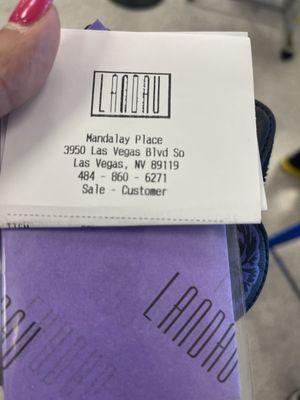 LANDAU
Mandalay Place
3950 Las Vegas Blvd So
Las Vegas, NV 89119
484 - 860 - 6271
Sale - Customer
LANDAU